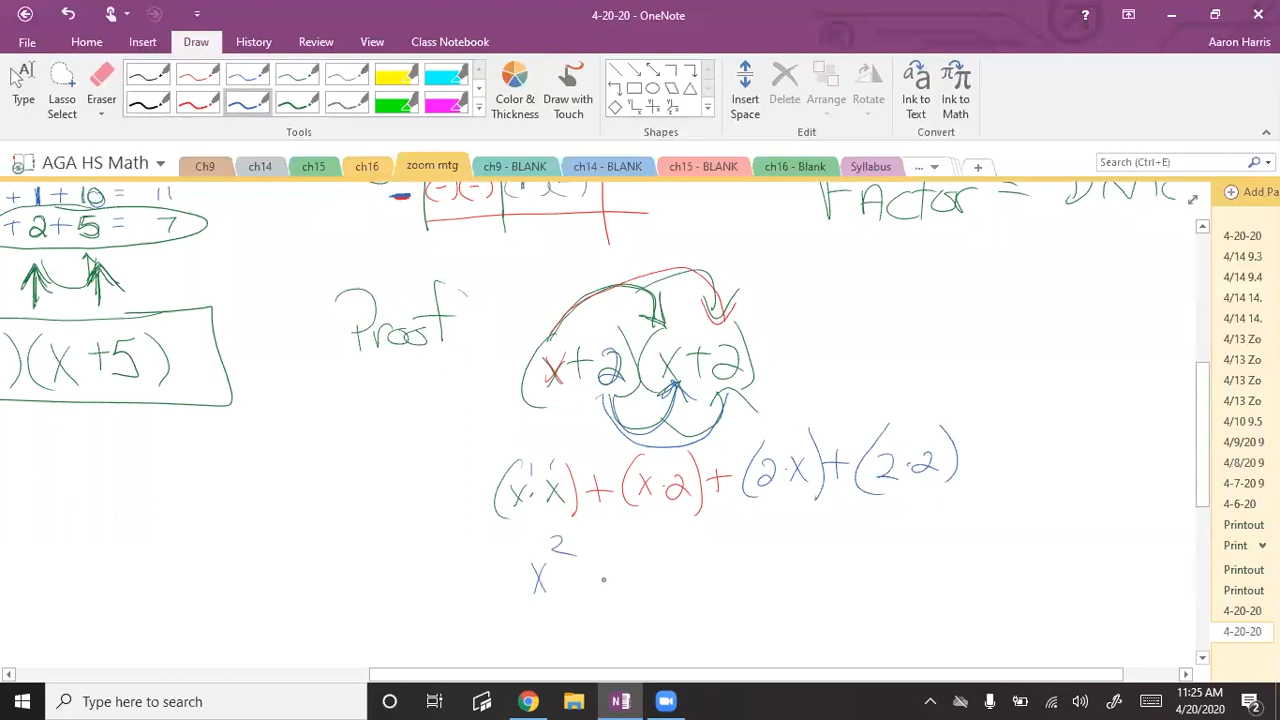 4-20-20 - OneNote
Aaron Harris
File Home Insert Draw History Review View Class Notebook
Type Lasso Select Eraser Color & Thickness Draw with Touch Insert Space Delete Arrange Rotate Ink to Text Ink to Math
Tools Shapes Edit Convert
AGA HS Math Ch9 ch14 ch15 ch16 zoom mtg ch9 - BLANK ch14 - BLANK ch15 - BLANK ch16 - Blank Syllabus ... + Search (Ctrl+E)
Add Pa
+ 1 + 10 = 11
+ 2 + 5 = 7
(-)(-)
Factor =
)(x +5)
Proof
(x+2)(x+2)
(x·x)+(x·2)+(2·x)+(2·2)
x²
4-20-20
4/14 9.3
4/14 9.4
4/14 14.
4/14 14.
4/13 Zo
4/13 Zo
4/13 Zo
4/13 Zo
4/10 9.5
4/9/20 9
4/8/20 9
4-7-20 9
4-6-20
Printout
Print
Printout
Printout
4-20-20
4-20-20
Type here to search
11:25 AM
4/20/2020
2